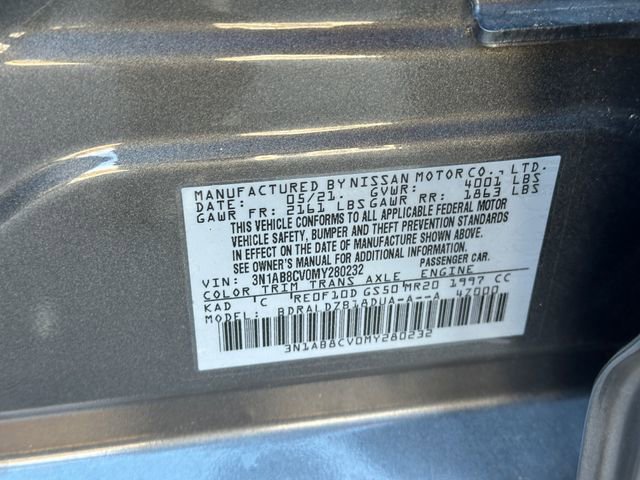 MANUFACTURED BY NISSAN MOTOR CO., LTD.
DATE: 05/21. GVWR: 4001 LBS
GAWR FR: 2161 LBS GAWR RR: 1863 LBS
THIS VEHICLE CONFORMS TO ALL APPLICABLE FEDERAL MOTOR
VEHICLE SAFETY, BUMPER AND THEFT PREVENTION STANDARDS
IN EFFECT ON THE DATE OF MANUFACTURE SHOWN ABOVE.
SEE OWNER'S MANUAL FOR ADDITIONAL INFORMATION.
VIN: 3N1AB8CV0MY280232 PASSENGER CAR.
COLOR TRIM TRANS AXLE ENGINE
KAD C RE0F10D GS50 MR20 1997 CC
BDRALDZB18DUA-A--A 47000
3N1AB8CV0MY280232